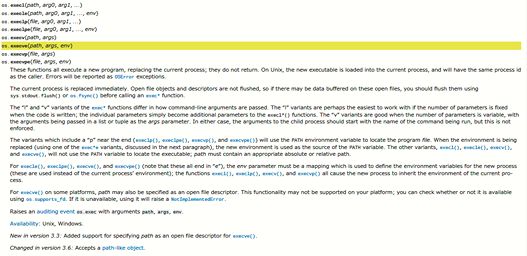 os.execl(path, arg0, arg1, ...)
os.execle(path, arg0, arg1, ..., env)
os.execlp(file, arg0, arg1, ...)
os.execlpe(file, arg0, arg1, ..., env)
os.execv(path, args)
os.execve(path, args, env)
os.execvp(file, args)
os.execvpe(file, args, env)
These functions all execute a new program, replacing the current process; they do not return. On Unix, the new executable is loaded into the current process, and will have the same process id
as the caller. Errors will be reported as OSError exceptions.
The current process is replaced immediately. Open file objects and descriptors are not flushed, so if there may be data buffered on these open files, you should flush them using
sys.stdout.flush() or os.fsync() before calling an exec* function.
The "l" and "v" variants of the exec* functions differ in how command-line arguments are passed. The "l" variants are perhaps the easiest to work with if the number of parameters is fixed
when the code is written; the individual parameters simply become additional parameters to the execl*() functions. The "v" variants are good when the number of parameters is variable, with
the arguments being passed in a list or tuple as the args parameter. In either case, the arguments to the child process should start with the name of the command being run, but this is not
enforced.
The variants which include a "p" near the end (execlp(), execlpe(), execvp(), and execvpe()) will use the PATH environment variable to locate the program file. When the environment is being
replaced (using one of the exec*e variants, discussed in the next paragraph), the new environment is used as the source of the PATH variable. The other variants, execl(), execle(), execv(),
and execve(), will not use the PATH variable to locate the executable; path must contain an appropriate absolute or relative path.
For execle(), execlpe(), execve(), and execvpe() (note that these all end in "e"), the env parameter must be a mapping which is used to define the environment variables for the new process
(these are used instead of the current process' environment); the functions execl(), execlp(), execv(), and execvp() all cause the new process to inherit the environment of the current pro-
cess.
For execve() on some platforms, path may also be specified as an open file descriptor. This functionality may not be supported on your platform; you can check whether or not it is available
using os.supports_fd. If it is unavailable, using it will raise a NotImplementedError.
Raises an auditing event os.exec with arguments path, args, env.
Availability: Unix, Windows.
New in version 3.3: Added support for specifying path as an open file descriptor for execve().
Changed in version 3.6: Accepts a path-like object.